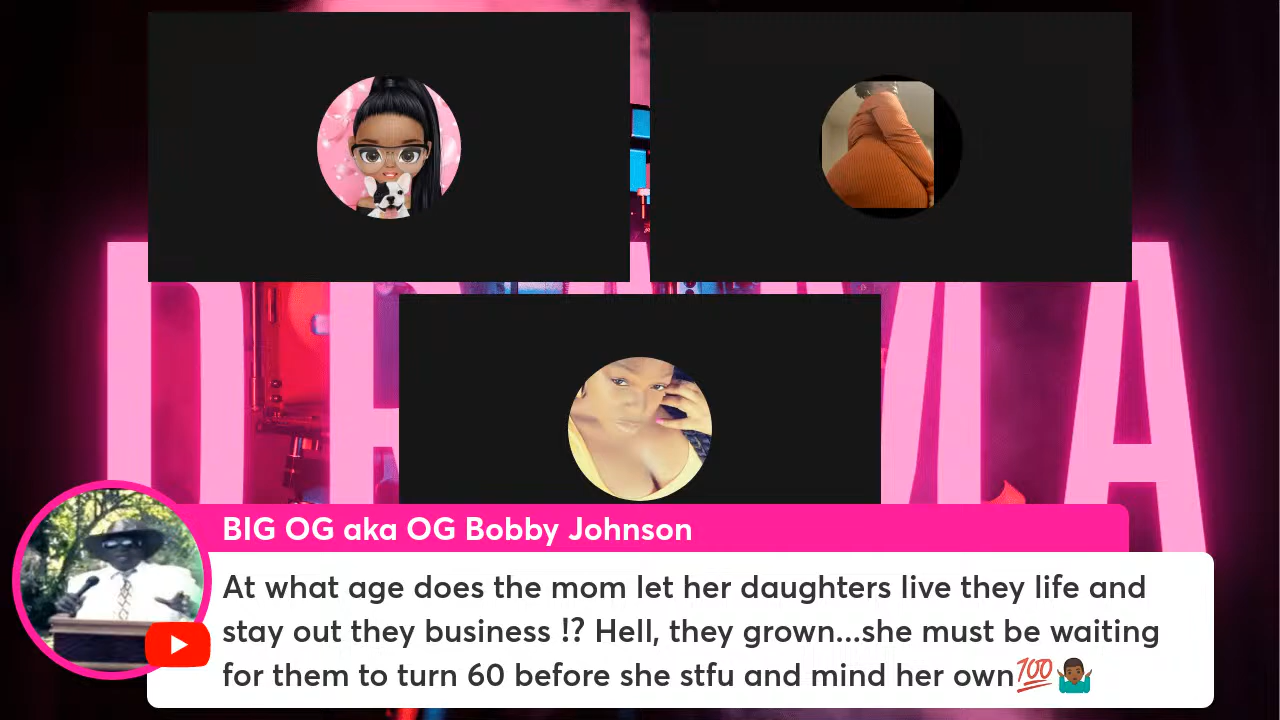 DRAMA
BIG OG aka OG Bobby Johnson
At what age does the mom let her daughters live they life and
stay out they business !? Hell, they grown...she must be waiting
for them to turn 60 before she stfu and mind her own💯🤷🏾‍♂️